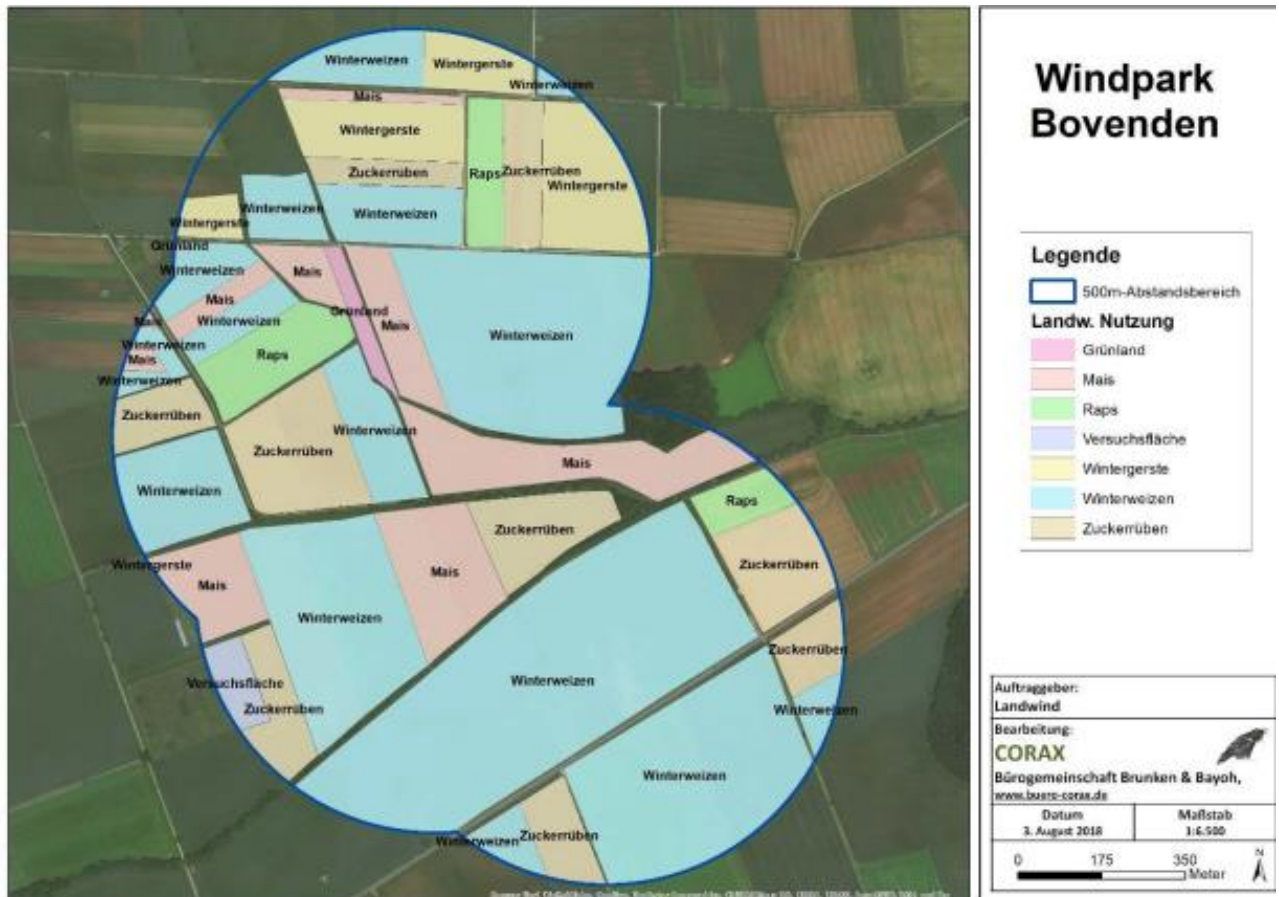 Winterweizen
Wintergerste
Winterweizen
Mais
Wintergerste
Zuckerrüben
Raps
Zuckerrüben
Wintergerste
Winterweizen
Winterweizen
Wintergerste
Grünland
Winterweizen
Mais
Mais
Winterweizen
Grünland
Mais
Winterweizen
Mais
Winterweizen
Mais
Raps
Winterweizen
Zuckerrüben
Winterweizen
Zuckerrüben
Mais
Winterweizen
Raps
Zuckerrüben
Wintergerste
Mais
Mais
Zuckerrüben
Winterweizen
Zuckerrüben
Versuchsfläche
Winterweizen
Zuckerrüben
Winterweizen
Winterweizen
Winterweizen
Zuckerrüben
Windpark
Bovenden
Legende
500m-Abstandsbereich
Landw. Nutzung
Grünland
Mais
Raps
Versuchsfläche
Wintergerste
Winterweizen
Zuckerrüben
Auftraggeber:
Landwind
Bearbeitung:
CORAX
Bürogemeinschaft Brunken & Bayoh,
www.buero-corax.de
Datum
3. August 2018
Maßstab
1:6.500
0 175 350
Meter
N